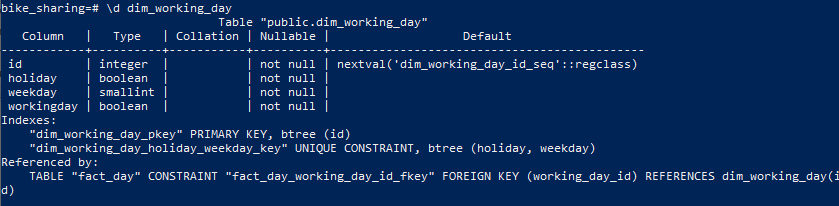 bike_sharing=# \d dim_working_day
Table "public.dim_working_day"
Column | Type | Collation | Nullable | Default
------------+----------+-----------+----------+---------------------------------------------
id | integer | | not null | nextval('dim_working_day_id_seq'::regclass)
holiday | boolean | | not null |
weekday | smallint | | not null |
workingday | boolean | | not null |
Indexes:
"dim_working_day_pkey" PRIMARY KEY, btree (id)
"dim_working_day_holiday_weekday_key" UNIQUE CONSTRAINT, btree (holiday, weekday)
Referenced by:
TABLE "fact_day" CONSTRAINT "fact_day_working_day_id_fkey" FOREIGN KEY (working_day_id) REFERENCES dim_working_day(i
d)